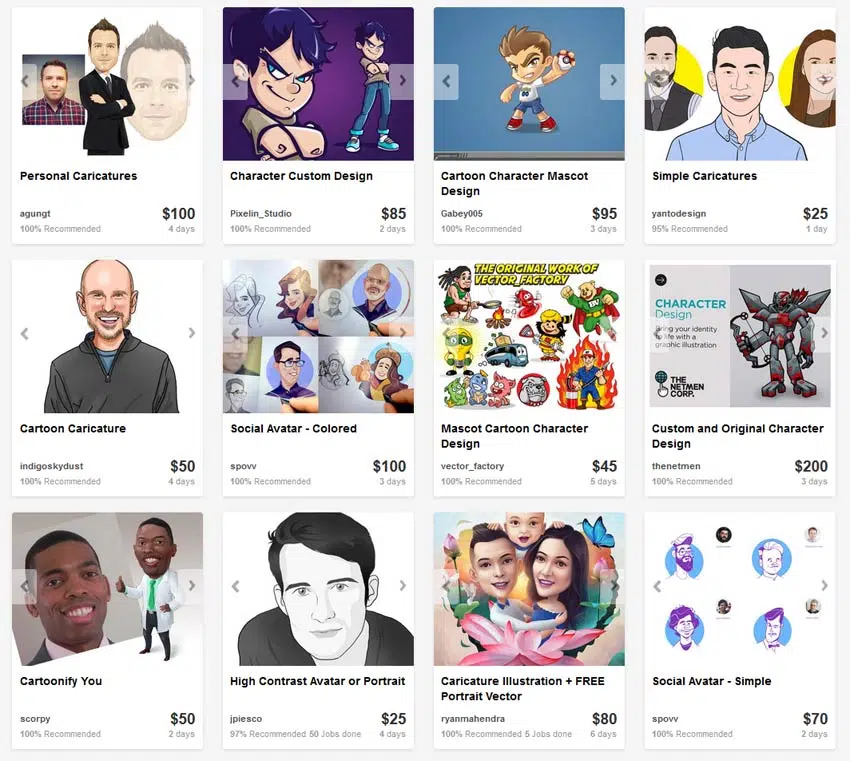 Personal Caricatures
agungt $100
100% Recommended 4 days
Character Custom Design
Pixelin_Studio $85
100% Recommended 2 days
Cartoon Character Mascot
Design
Gabey005 $95
100% Recommended 3 days
Simple Caricatures
yantodesign $25
95% Recommended 1 day
Cartoon Caricature
indigoskydust $50
100% Recommended 4 days
Social Avatar - Colored
spovv $100
100% Recommended 3 days
THE ORIGINAL WORK OF
VECTOR FACTORY
Mascot Cartoon Character
Design
vector_factory $45
100% Recommended 5 days
CHARACTER
Design
Bring your identity
to life with a
graphic illustration
THE
NETMEN
CORP.
Custom and Original Character
Design
thenetmen $200
100% Recommended 3 days
Cartoonify You
scorpy $50
100% Recommended 2 days
High Contrast Avatar or Portrait
jpiesco $25
97% Recommended 50 Jobs done 4 days
Caricature Illustration + FREE
Portrait Vector
ryanmahendra $80
100% Recommended 5 Jobs done 6 days
Social Avatar - Simple
spovv $70
100% Recommended 2 days